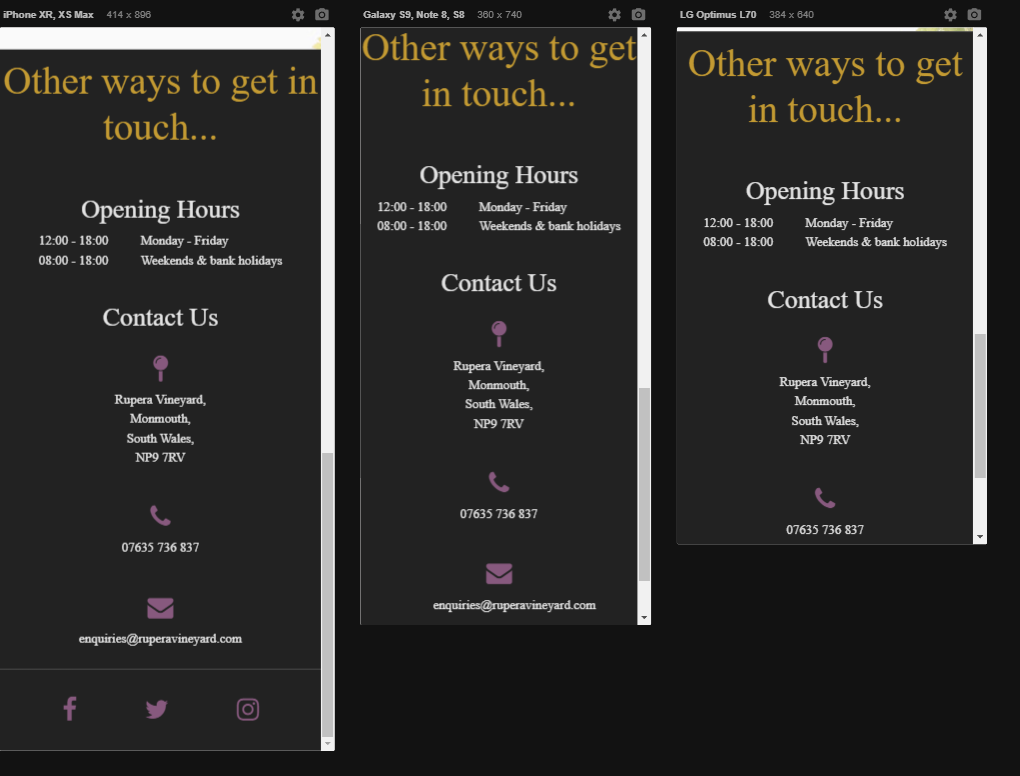 iPhone XR, XS Max 414 x 896
Other ways to get in
touch...
Opening Hours
12:00 - 18:00 Monday - Friday
08:00 - 18:00 Weekends & bank holidays
Contact Us
Rupera Vineyard,
Monmouth,
South Wales,
NP9 7RV
07635 736 837
enquiries@ruperavineyard.com
Galaxy S9, Note 8, S8 360 x 740
Other ways to get
in touch...
Opening Hours
12:00 - 18:00 Monday - Friday
08:00 - 18:00 Weekends & bank holidays
Contact Us
Rupera Vineyard,
Monmouth,
South Wales,
NP9 7RV
07635 736 837
enquiries@ruperavineyard.com
LG Optimus L70 384 x 640
Other ways to get
in touch...
Opening Hours
12:00 - 18:00 Monday - Friday
08:00 - 18:00 Weekends & bank holidays
Contact Us
Rupera Vineyard,
Monmouth,
South Wales,
NP9 7RV
07635 736 837